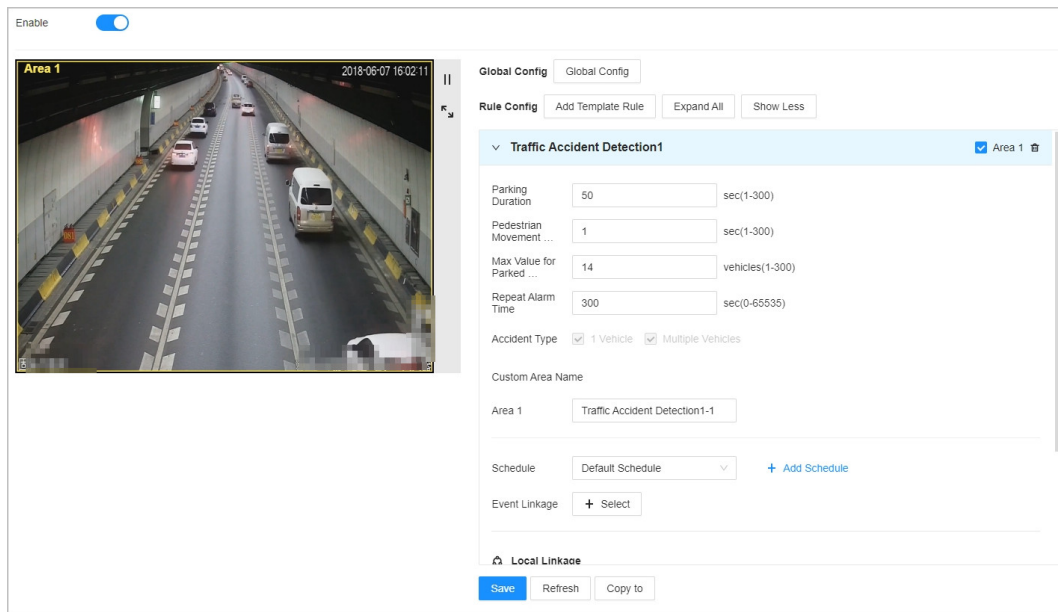 Enable
Area 1
2018-06-07 16:02:11
Global Config Global Config
Rule Config Add Template Rule Expand All Show Less
Traffic Accident Detection1 Area 1
Parking
Duration
50 sec(1-300)
Pedestrian
Movement ...
1 sec(1-300)
Max Value for
Parked ...
14 vehicles(1-300)
Repeat Alarm
Time
300 sec(0-65535)
Accident Type 1 Vehicle Multiple Vehicles
Custom Area Name
Area 1 Traffic Accident Detection1-1
Schedule Default Schedule + Add Schedule
Event Linkage + Select
Local Linkage
Save Refresh Copy to